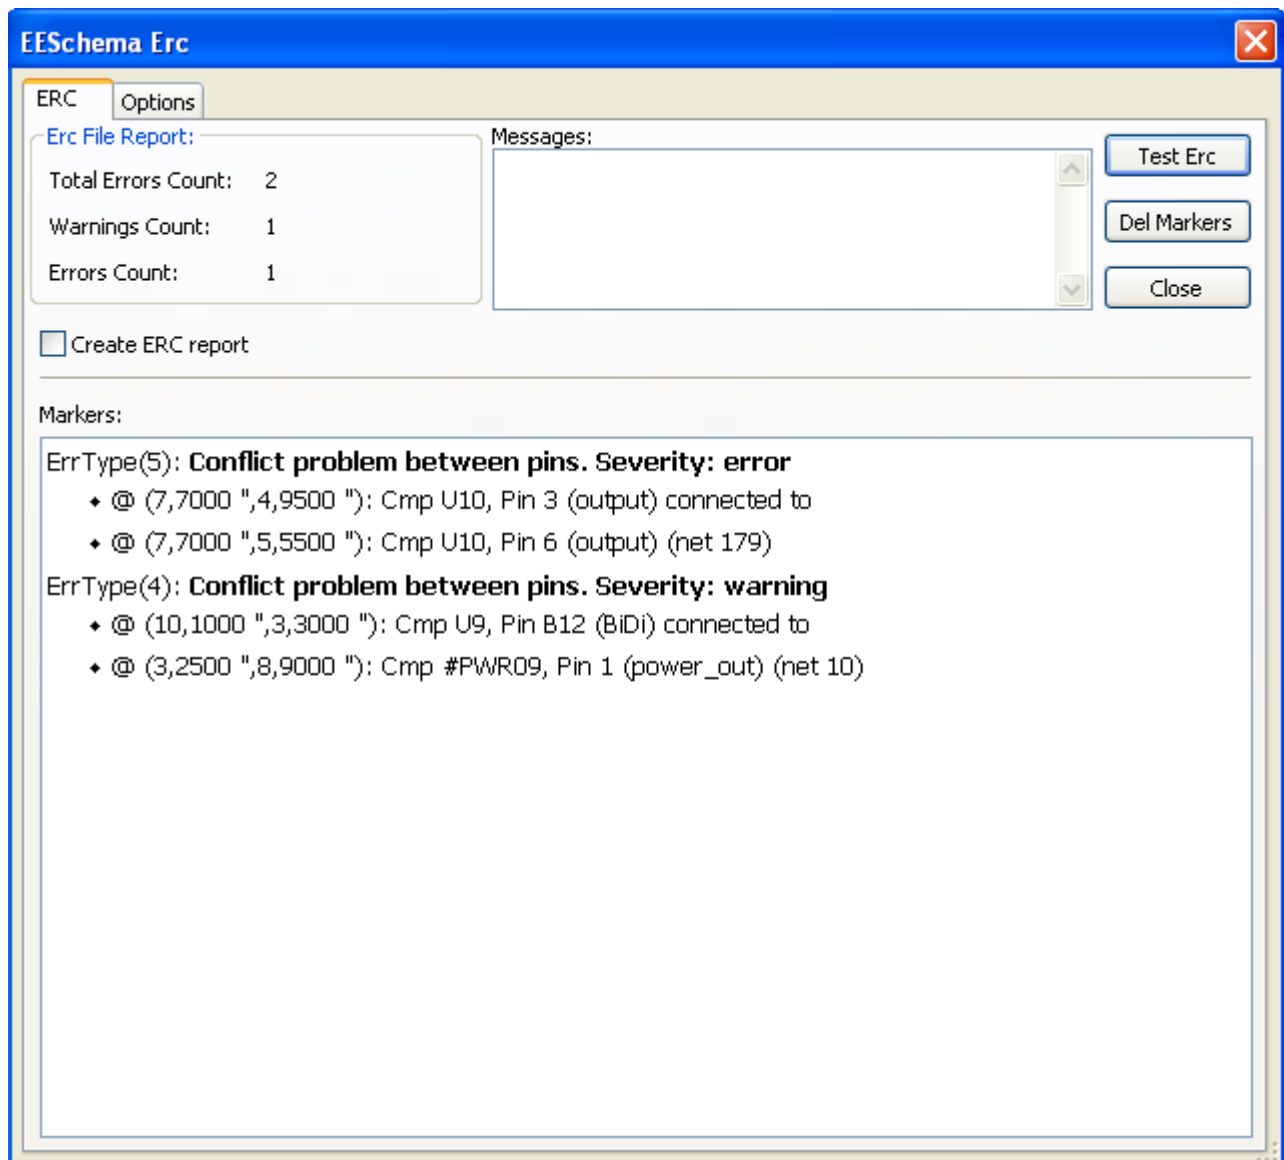 EESchema Erc
ERC
Options
Erc File Report:
Total Errors Count: 2
Warnings Count: 1
Errors Count: 1
Messages:
Test Erc
Del Markers
Close
Create ERC report
Markers:
ErrType(5): Conflict problem between pins. Severity: error
@ (7,7000 ",4,9500 "): Cmp U10, Pin 3 (output) connected to
@ (7,7000 ",5,5500 "): Cmp U10, Pin 6 (output) (net 179)
ErrType(4): Conflict problem between pins. Severity: warning
@ (10,1000 ",3,3000 "): Cmp U9, Pin B12 (BiDi) connected to
@ (3,2500 ",8,9000 "): Cmp #PWR09, Pin 1 (power_out) (net 10)